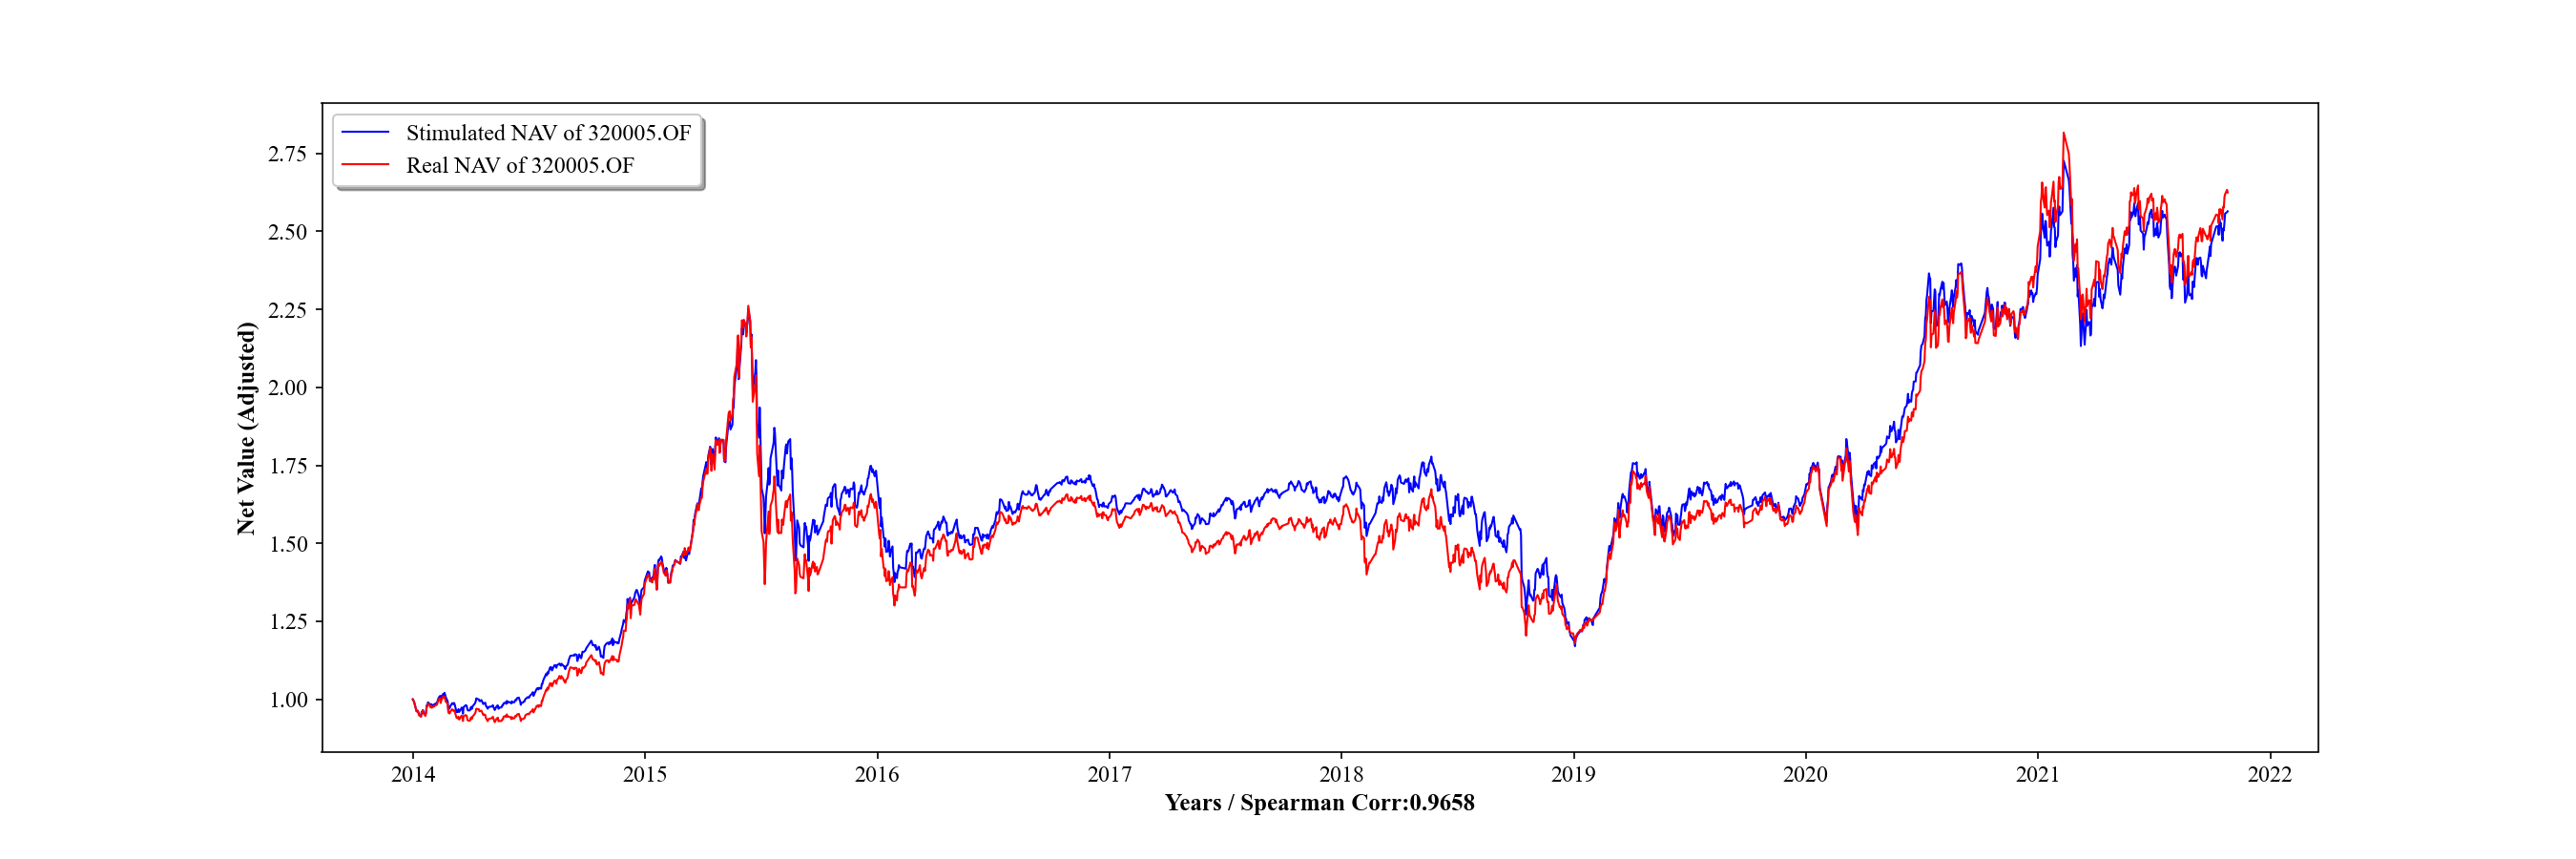 Stimulated NAV of 320005.OF
Real NAV of 320005.OF
2.75
2.50
2.25
2.00
1.75
1.50
1.25
1.00
Net Value (Adjusted)
2014 2015 2016 2017 2018 2019 2020 2021 2022
Years / Spearman Corr:0.9658